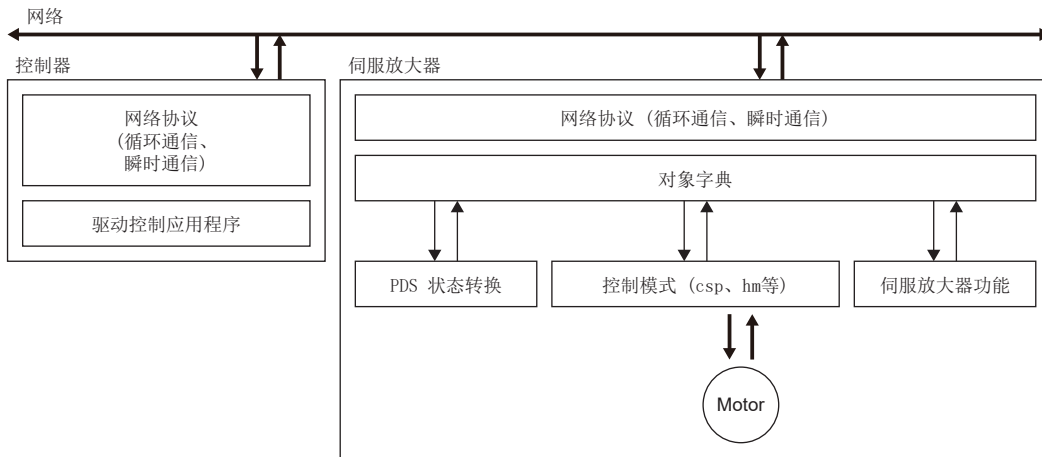 网络
控制器
网络协议
(循环通信、
瞬时通信)
驱动控制应用程序
伺服放大器
网络协议 (循环通信、瞬时通信)
对象字典
PDS 状态转换
控制模式 (csp、hm等)
伺服放大器功能
Motor